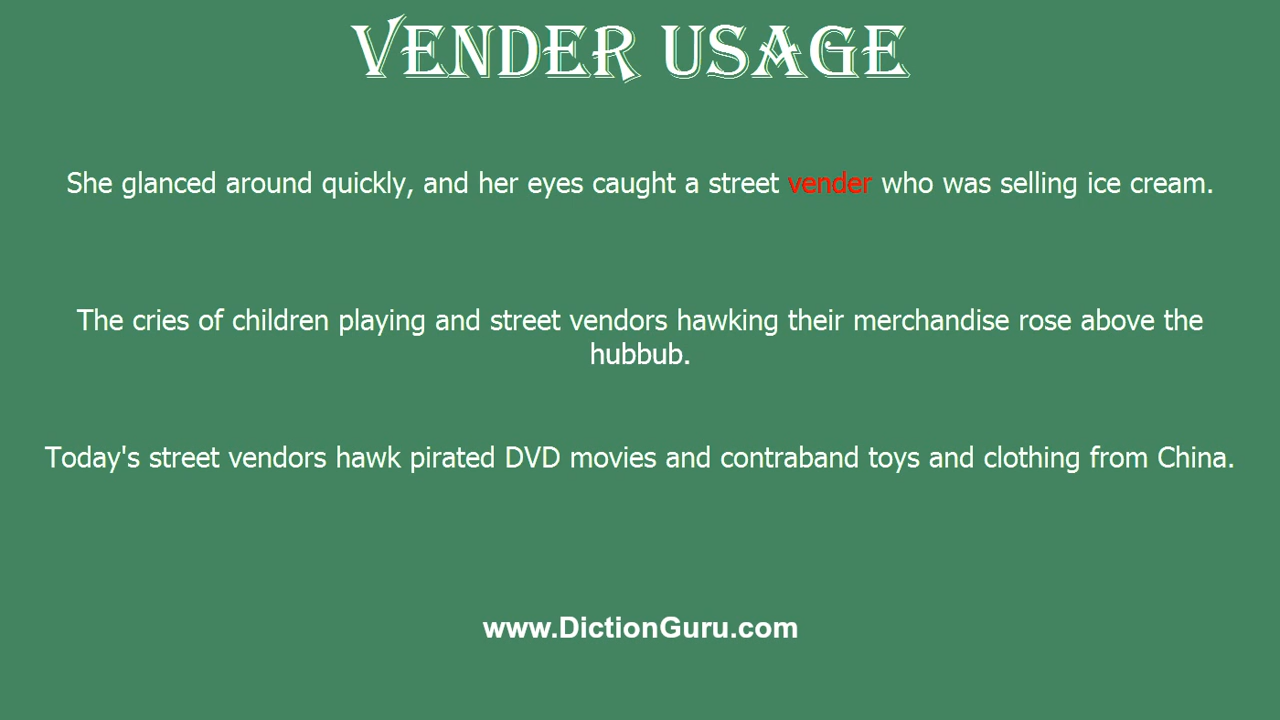 VENDER USAGE
She glanced around quickly, and her eyes caught a street vender who was selling ice cream.
The cries of children playing and street vendors hawking their merchandise rose above the
hubbub.
Today's street vendors hawk pirated DVD movies and contraband toys and clothing from China.
www.DictionGuru.com